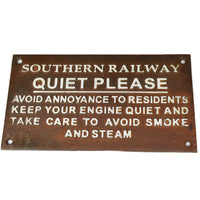 SOUTHERN RAILWAY
QUIET PLEASE
AVOID ANNOYANCE TO RESIDENTS
KEEP YOUR ENGINE QUIET AND
TAKE CARE TO AVOID SMOKE
AND STEAM